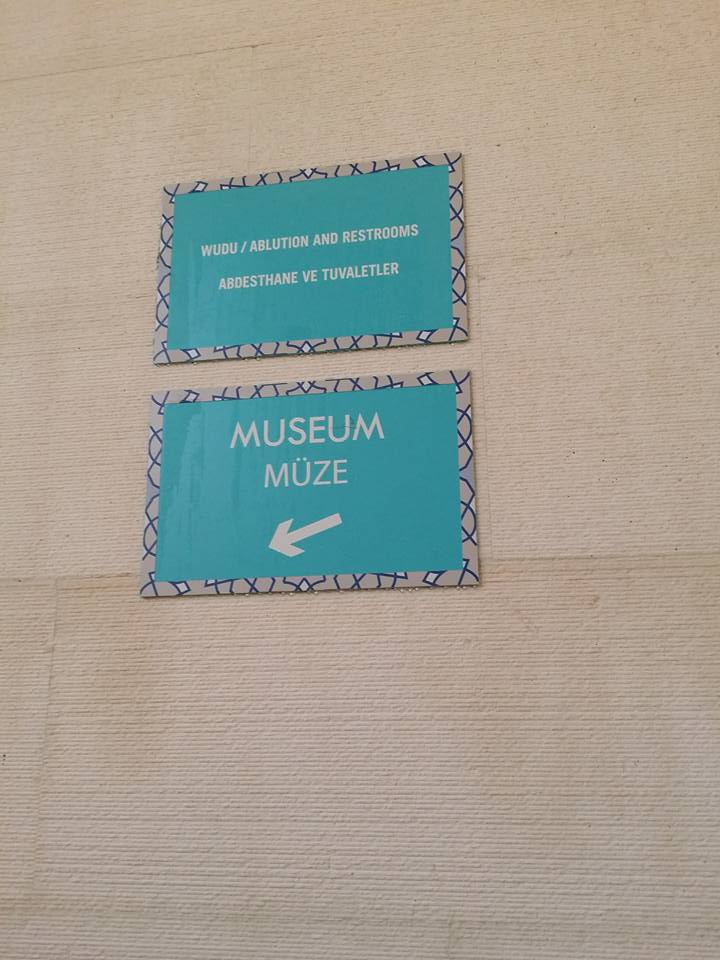 WUDU / ABLUTION AND RESTROOMS
ABDESTHANE VE TUVALETLER
MUSEUM
MÜZE